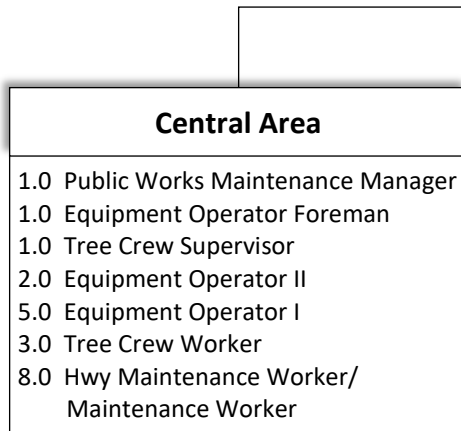 Central Area
1.0 Public Works Maintenance Manager
1.0 Equipment Operator Foreman
1.0 Tree Crew Supervisor
2.0 Equipment Operator II
5.0 Equipment Operator I
3.0 Tree Crew Worker
8.0 Hwy Maintenance Worker/
Maintenance Worker